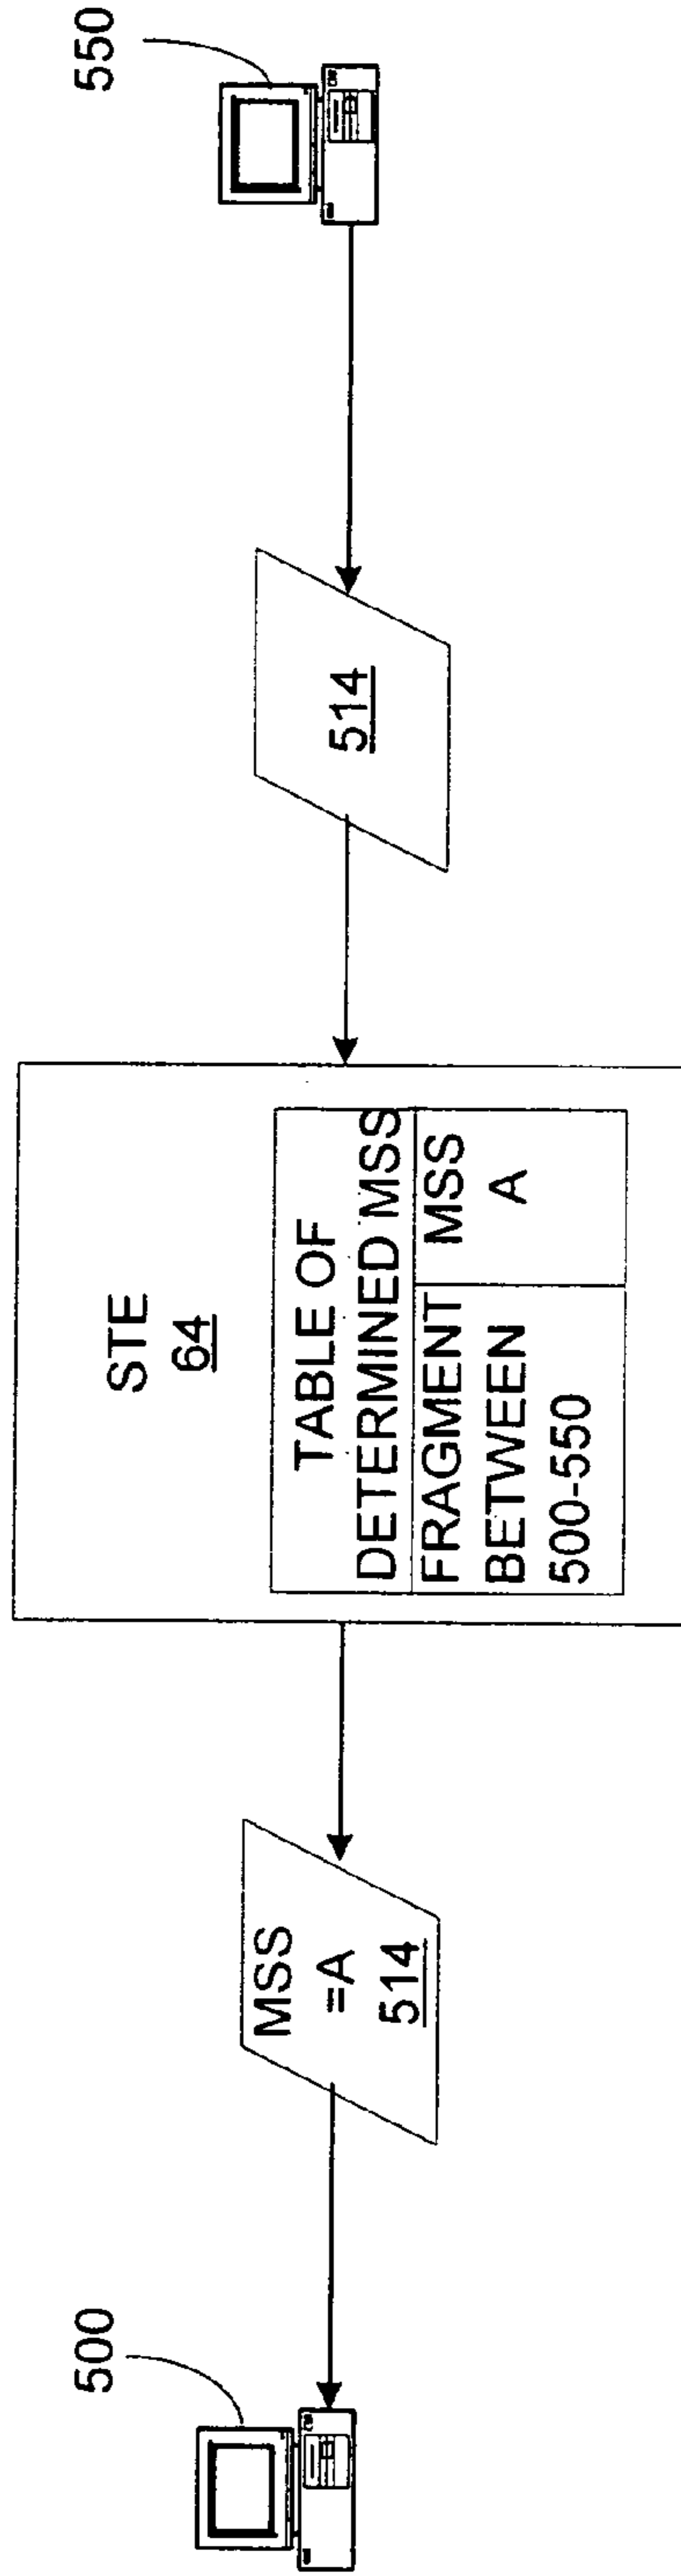 500
MSS
=A
514
STE
64
TABLE OF
DETERMINED MSS
FRAGMENT
BETWEEN
500-550
MSS
A
514
550